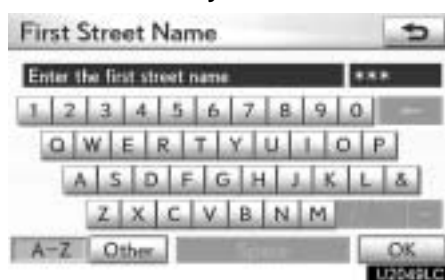 First Street Name
Enter the first street name ***
1 2 3 4 5 6 7 8 9 0 ←
Q W E R T Y U I O P
A S D F G H J K L &
Z X C V B N M / -
A-Z Other Space OK
U2049LC